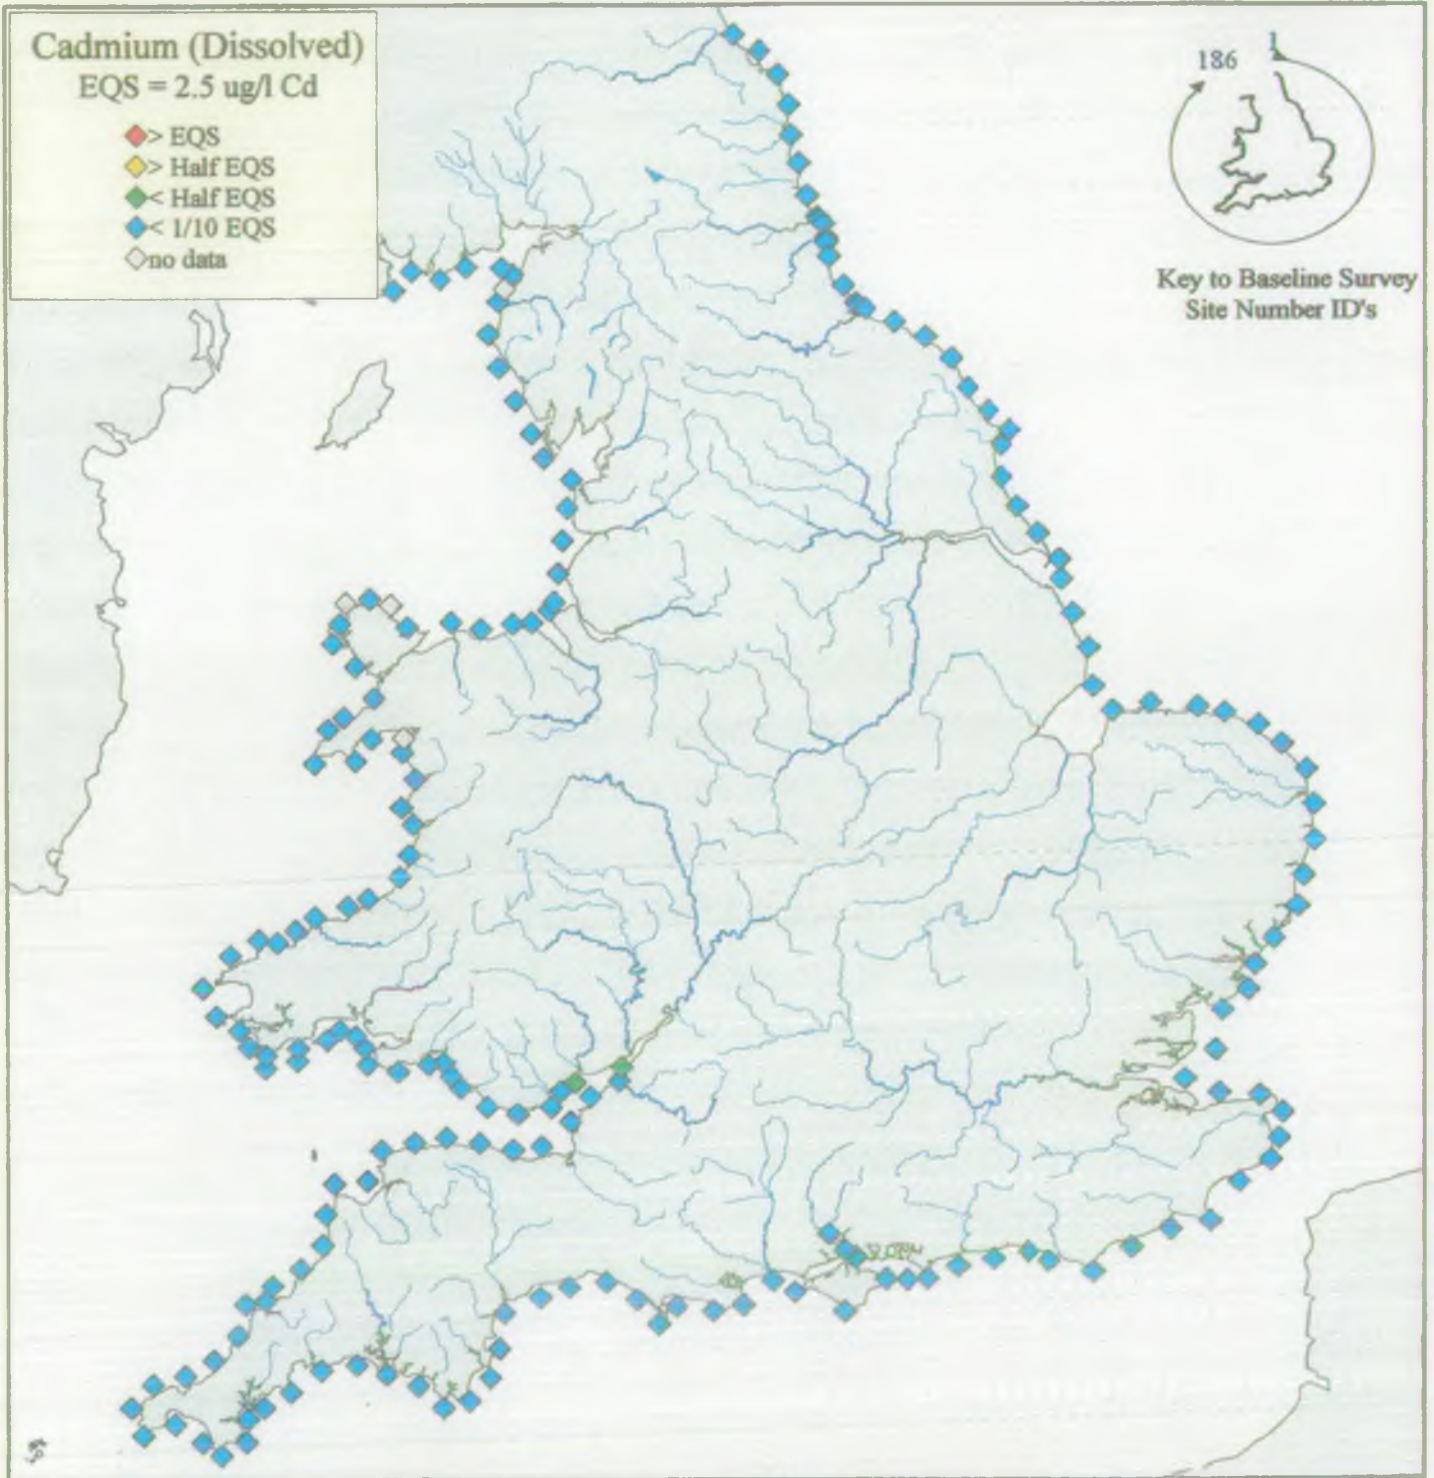 Cadmium (Dissolved)
EQS = 2.5 ug/l Cd
> EQS
> Half EQS
< Half EQS
< 1/10 EQS
no data
1
186
Key to Baseline Survey
Site Number ID's